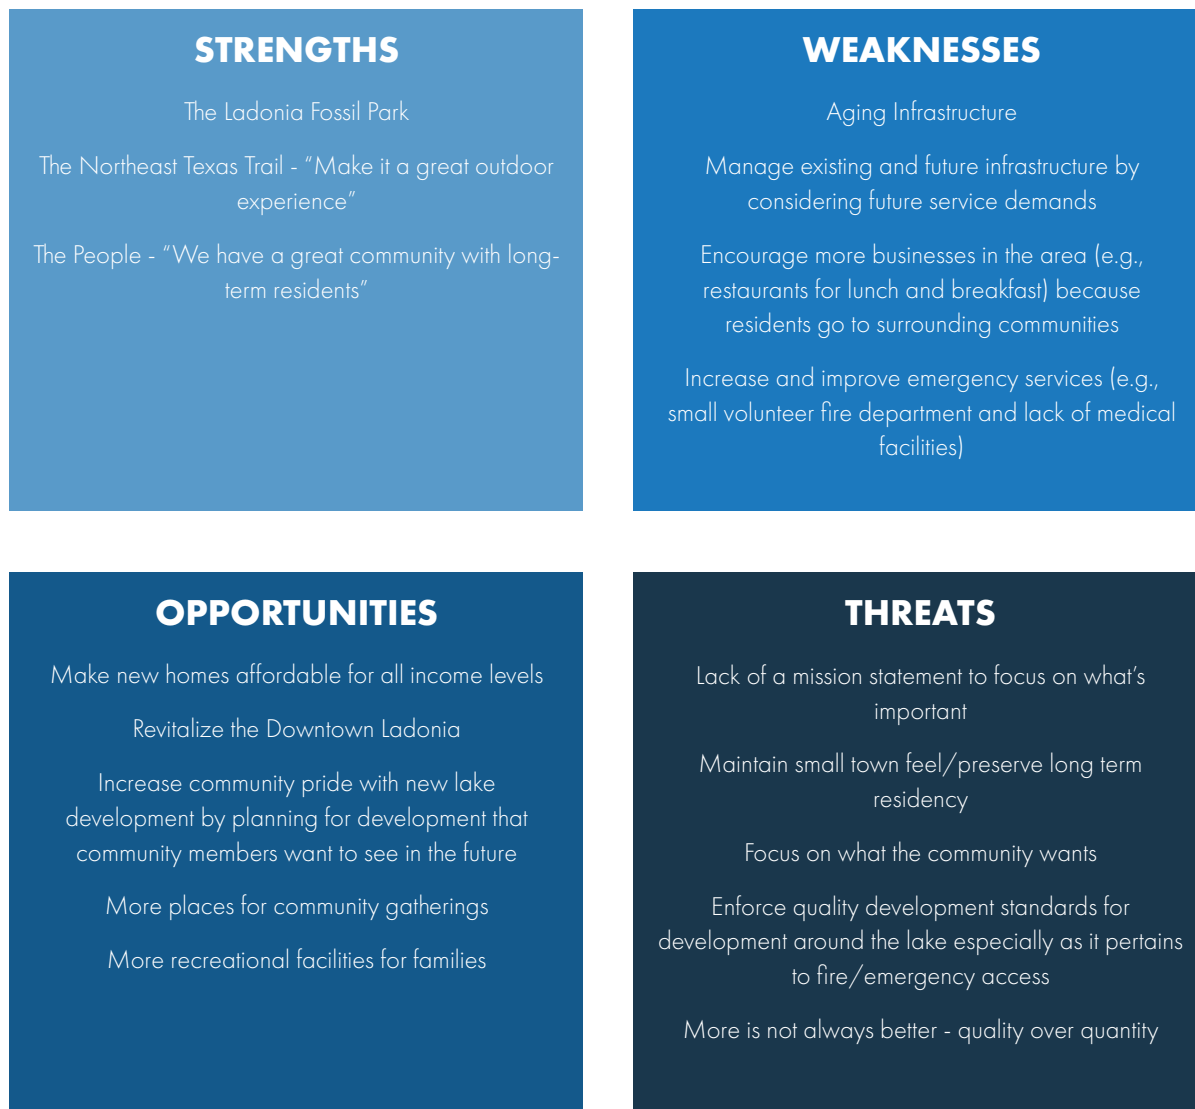 STRENGTHS
The Ladonia Fossil Park
The Northeast Texas Trail - “Make it a great outdoor
experience”
The People - “We have a great community with long-
term residents”
WEAKNESSES
Aging Infrastructure
Manage existing and future infrastructure by
considering future service demands
Encourage more businesses in the area (e.g.,
restaurants for lunch and breakfast) because
residents go to surrounding communities
Increase and improve emergency services (e.g.,
small volunteer fire department and lack of medical
facilities)
OPPORTUNITIES
Make new homes affordable for all income levels
Revitalize the Downtown Ladonia
Increase community pride with new lake
development by planning for development that
community members want to see in the future
More places for community gatherings
More recreational facilities for families
THREATS
Lack of a mission statement to focus on what’s
important
Maintain small town feel/preserve long term
residency
Focus on what the community wants
Enforce quality development standards for
development around the lake especially as it pertains
to fire/emergency access
More is not always better - quality over quantity